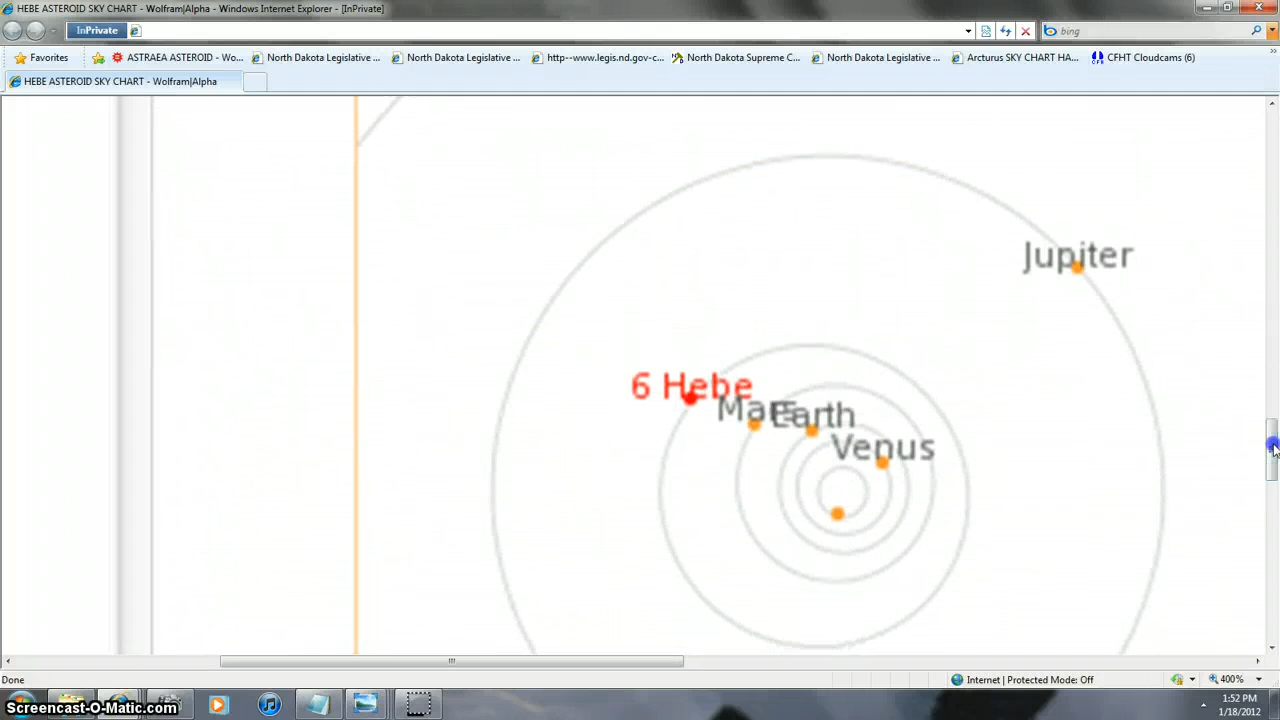 HEBE ASTEROID SKY CHART - Wolfram|Alpha - Windows Internet Explorer - [InPrivate]
InPrivate
bing
Favorites ASTRAEA ASTEROID - Wo... North Dakota Legislative ... North Dakota Legislative ... http--www.legis.nd.gov-c... North Dakota Supreme C... North Dakota Legislative ... Arcturus SKY CHART HA... CFHT Cloudcams (6)
HEBE ASTEROID SKY CHART - Wolfram|Alpha
Jupiter
6 Hebe
Mars Earth
Venus
Done Internet | Protected Mode: Off 400%
1:52 PM
Screencast-O-Matic.com 1/18/2012